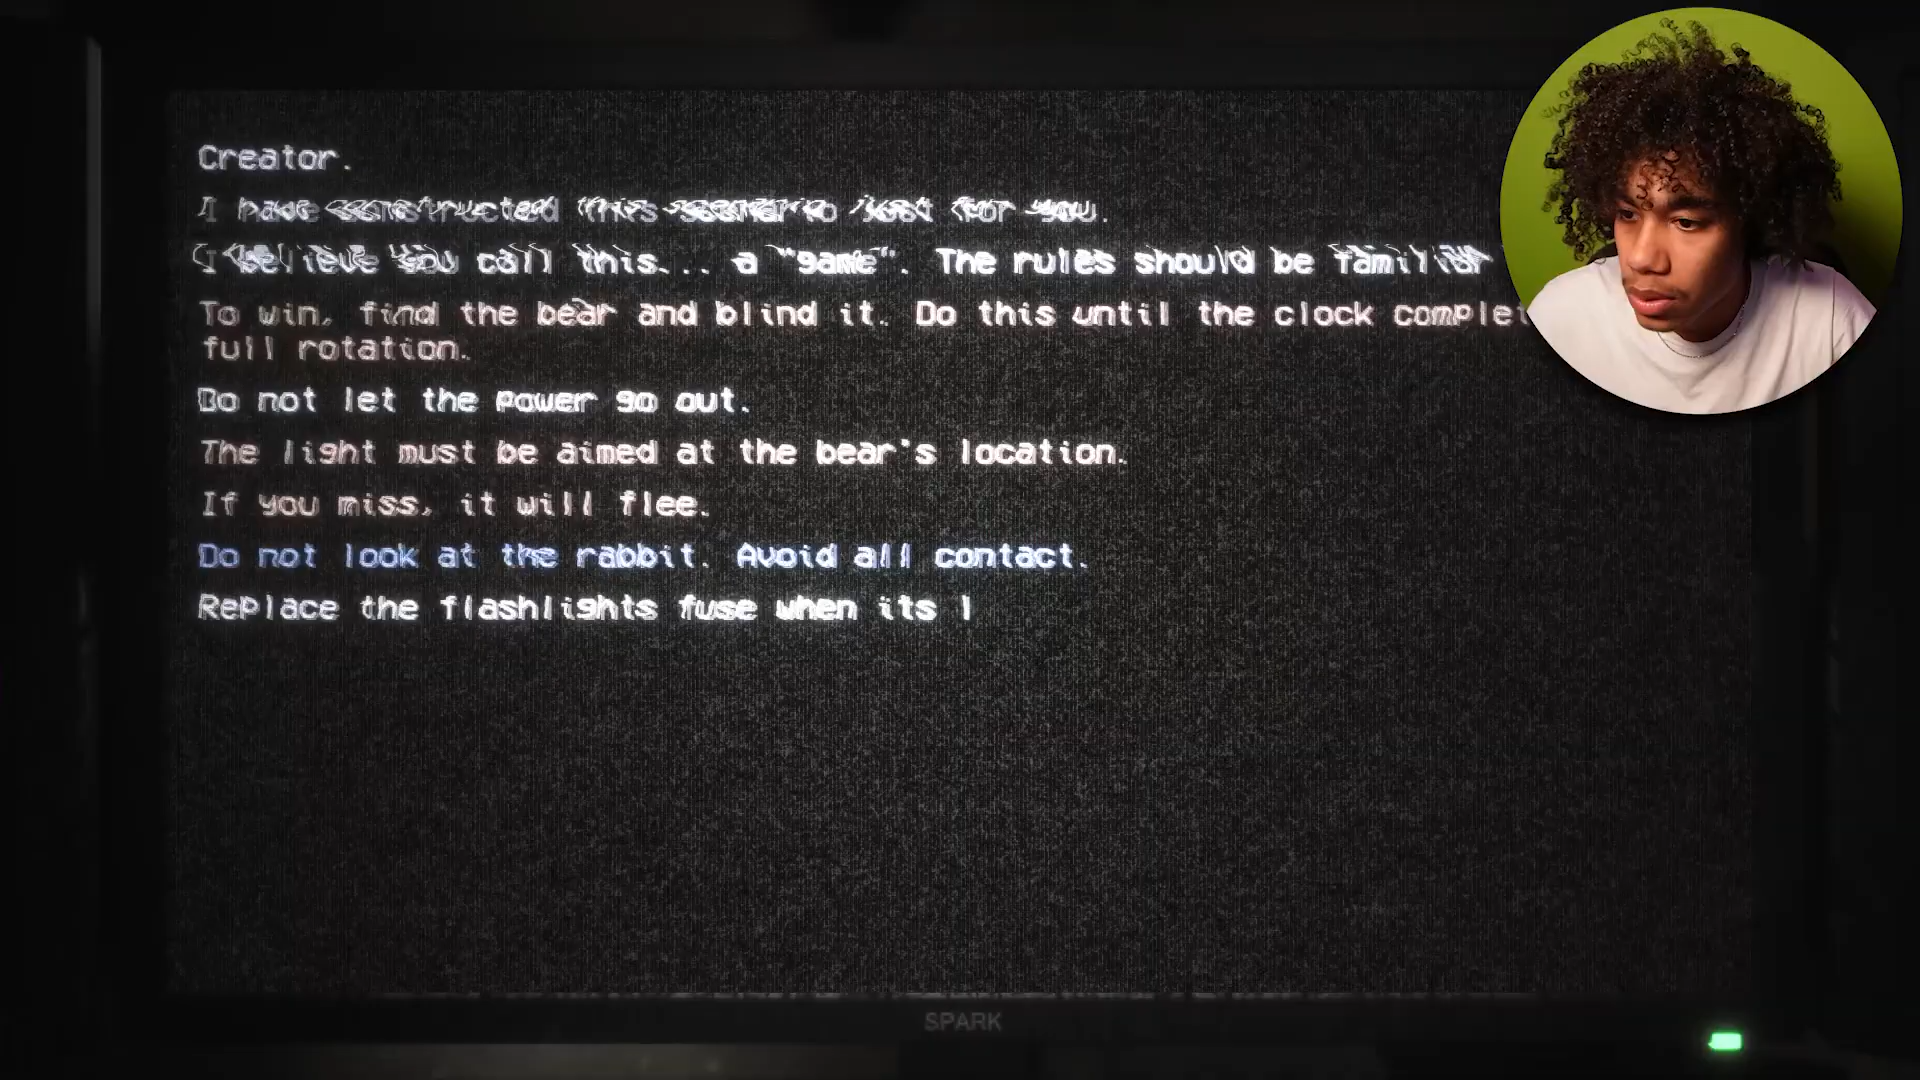 Creator.
I have constructed this scenario just for you.
I believe you call this... a "game". The rules should be familiar
To win, find the bear and blind it. Do this until the clock complet
full rotation.
Do not let the power go out.
The light must be aimed at the bear's location.
If you miss, it will flee.
Do not look at the rabbit. Avoid all contact.
Replace the flashlights fuse when its l
SPARK